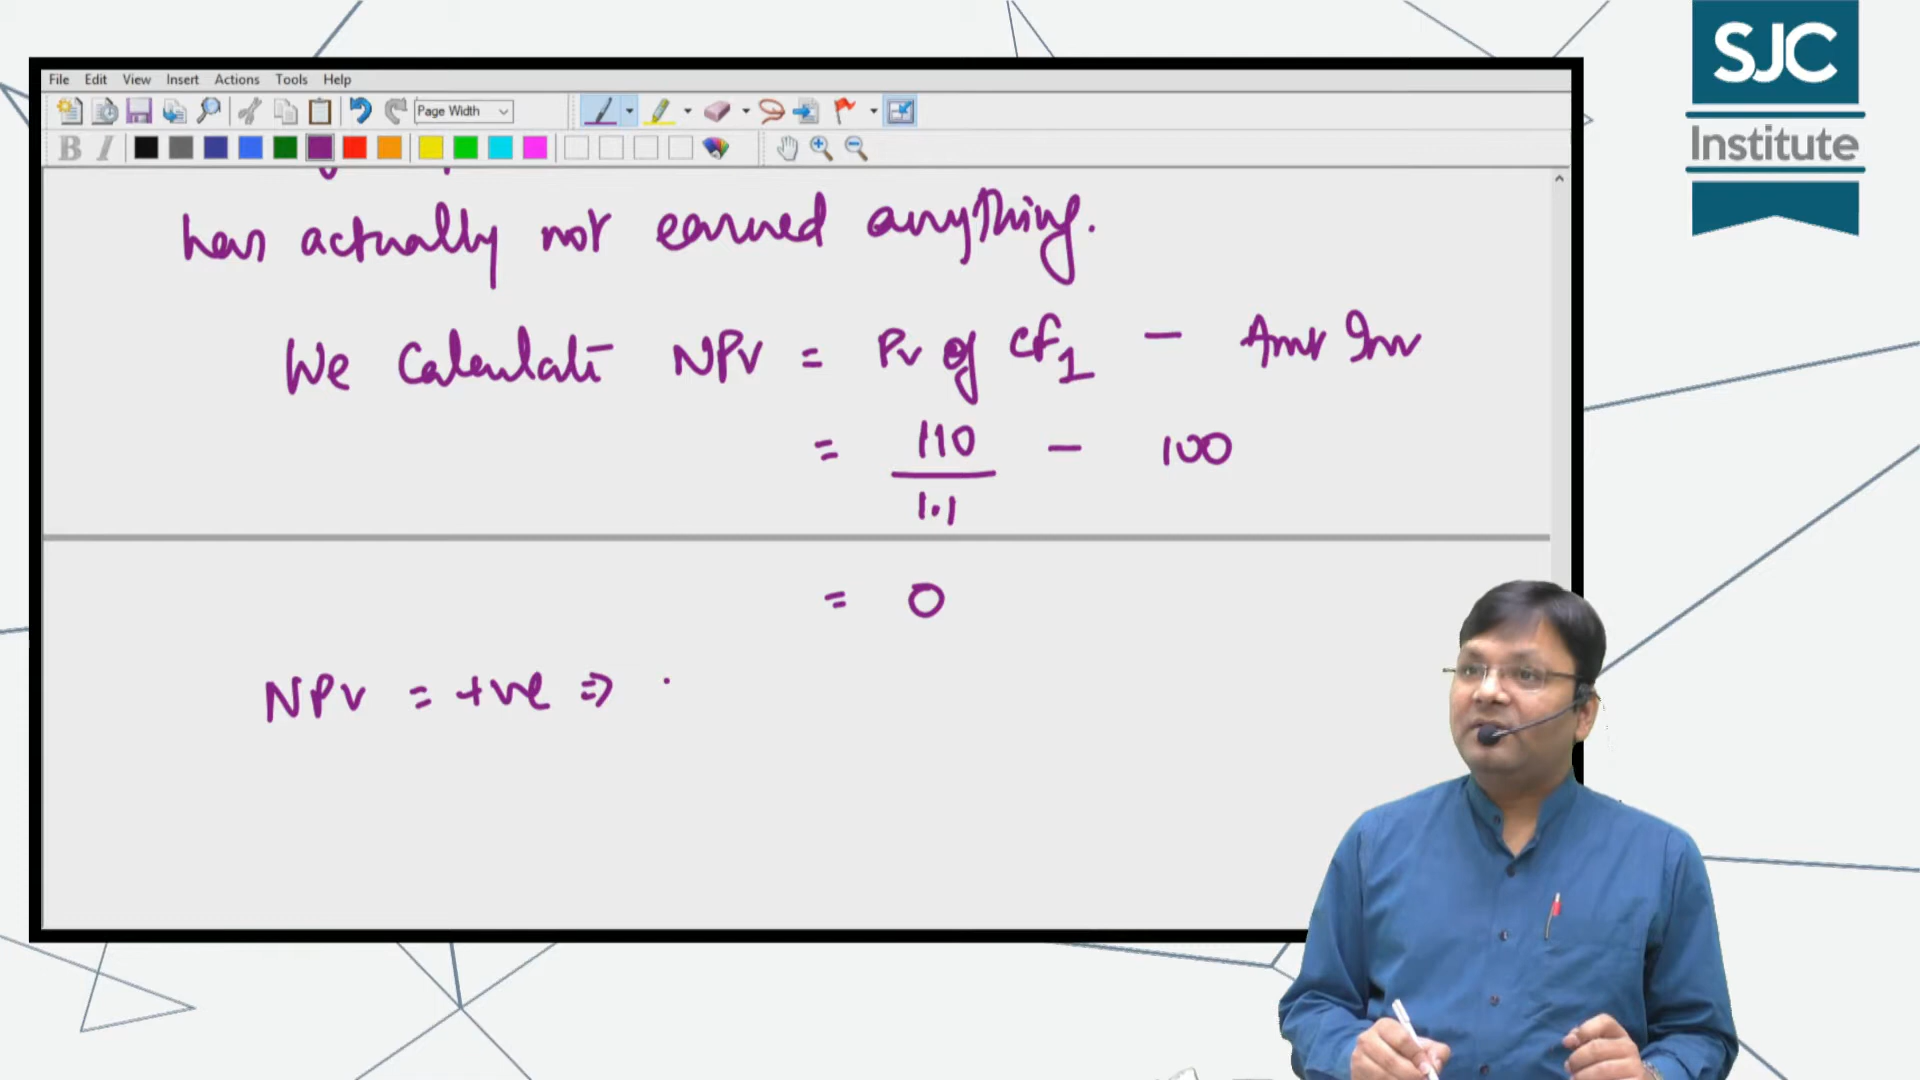 SJC
Institute
File Edit View Insert Actions Tools Help
Page Width
B I
has actually not earned anything.
We Calculate NPV = PV of CF1 - Amt Inv
= 110 - 100
1.1
= 0
NPV = +ve ⇒